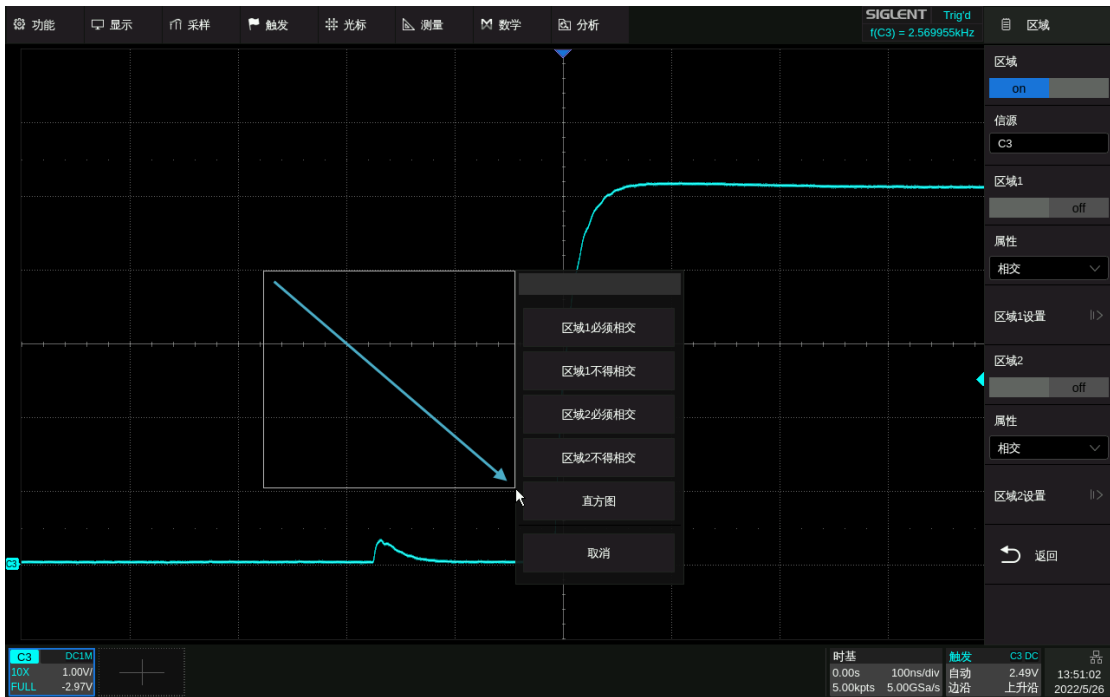 功能 显示 采样 触发 光标 测量 数学 分析
SIGLENT Trig'd
f(C3) = 2.569955kHz
区域
区域
on
信源
C3
区域1
off
属性
相交
区域1设置
区域2
off
属性
相交
区域2设置
返回
区域1必须相交
区域1不得相交
区域2必须相交
区域2不得相交
直方图
取消
C3
C3 DC1M
10X 1.00V/
FULL -2.97V
时基
0.00s 100ns/div
5.00kpts 5.00GSa/s
触发 C3 DC
自动 2.49V
边沿 上升沿
13:51:02
2022/5/26